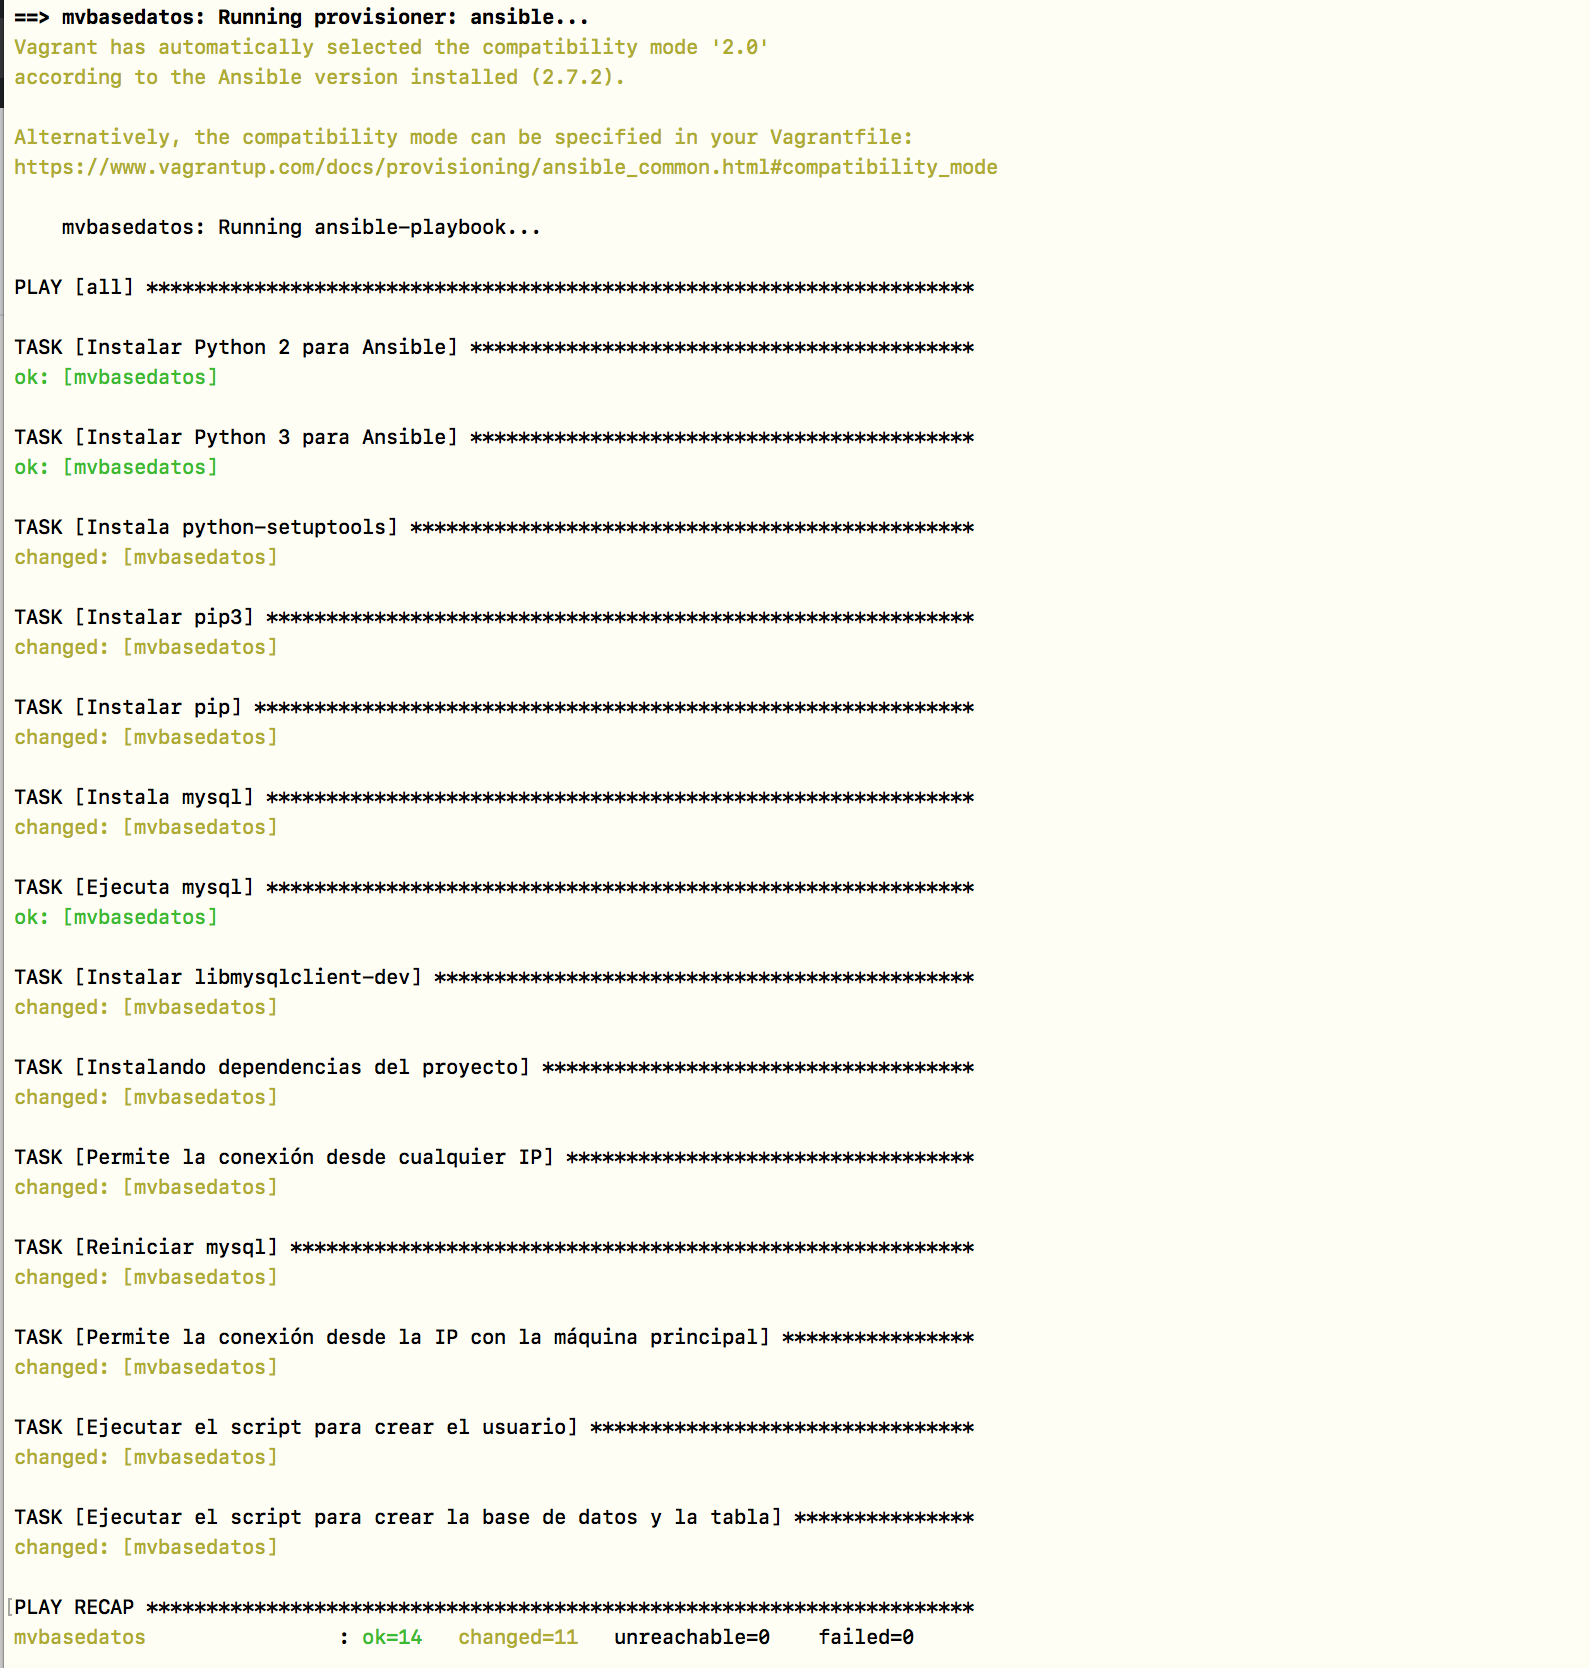 ==> mvbasedatos: Running provisioner: ansible...
Vagrant has automatically selected the compatibility mode '2.0'
according to the Ansible version installed (2.7.2).
Alternatively, the compatibility mode can be specified in your Vagrantfile:
https://www.vagrantup.com/docs/provisioning/ansible_common.html#compatibility_mode
    mvbasedatos: Running ansible-playbook...
PLAY [all] *********************************************************************
TASK [Instalar Python 2 para Ansible] ******************************************
ok: [mvbasedatos]
TASK [Instalar Python 3 para Ansible] ******************************************
ok: [mvbasedatos]
TASK [Instala python-setuptools] ***********************************************
changed: [mvbasedatos]
TASK [Instalar pip3] ***********************************************************
changed: [mvbasedatos]
TASK [Instalar pip] ************************************************************
changed: [mvbasedatos]
TASK [Instala mysql] ***********************************************************
changed: [mvbasedatos]
TASK [Ejecuta mysql] ***********************************************************
ok: [mvbasedatos]
TASK [Instalar libmysqlclient-dev] *********************************************
changed: [mvbasedatos]
TASK [Instalando dependencias del proyecto] ************************************
changed: [mvbasedatos]
TASK [Permite la conexión desde cualquier IP] **********************************
changed: [mvbasedatos]
TASK [Reiniciar mysql] *********************************************************
changed: [mvbasedatos]
TASK [Permite la conexión desde la IP con la máquina principal] ****************
changed: [mvbasedatos]
TASK [Ejecutar el script para crear el usuario] ********************************
changed: [mvbasedatos]
TASK [Ejecutar el script para crear la base de datos y la tabla] ***************
changed: [mvbasedatos]
PLAY RECAP *********************************************************************
mvbasedatos                : ok=14   changed=11   unreachable=0    failed=0